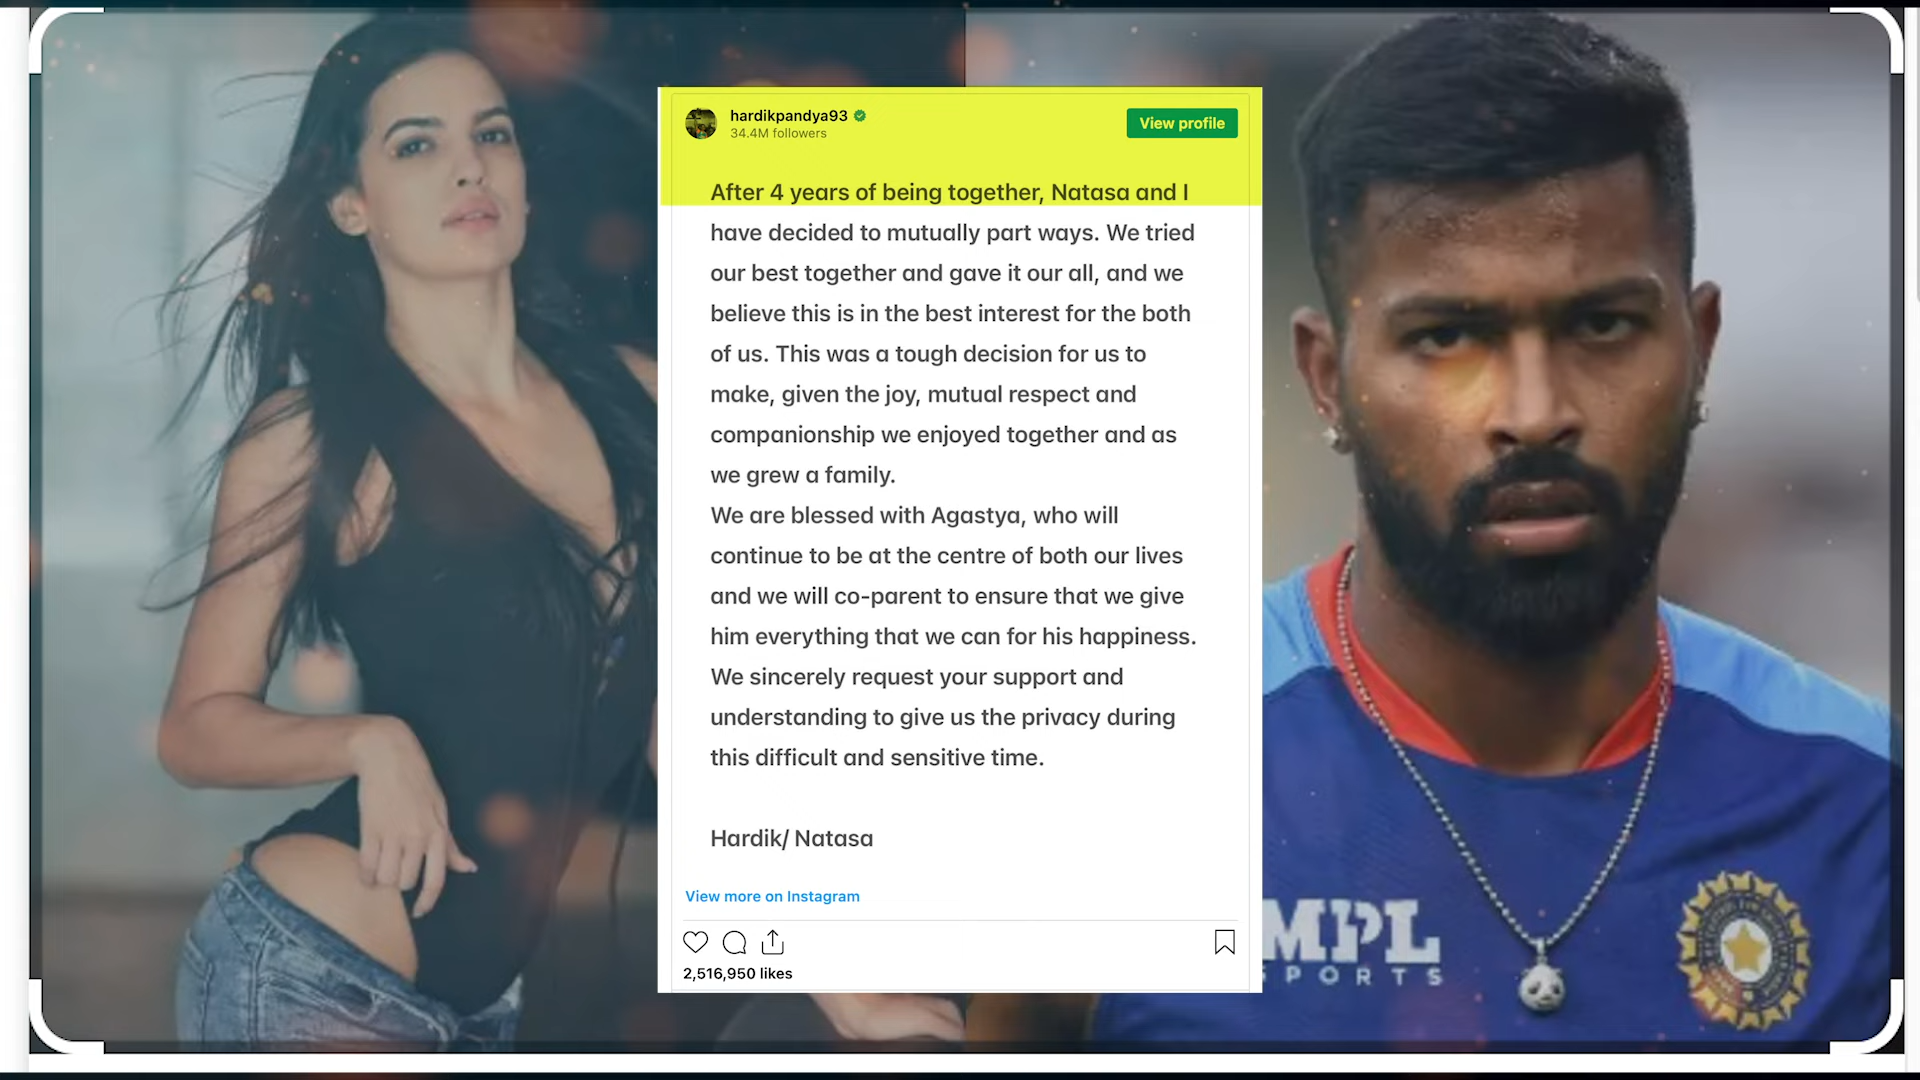 hardikpandya93
34.4M followers
View profile
After 4 years of being together, Natasa and I
have decided to mutually part ways. We tried
our best together and gave it our all, and we
believe this is in the best interest for the both
of us. This was a tough decision for us to
make, given the joy, mutual respect and
companionship we enjoyed together and as
we grew a family.
We are blessed with Agastya, who will
continue to be at the centre of both our lives
and we will co-parent to ensure that we give
him everything that we can for his happiness.
We sincerely request your support and
understanding to give us the privacy during
this difficult and sensitive time.
Hardik/ Natasa
View more on Instagram
2,516,950 likes
MPL
SPORTS